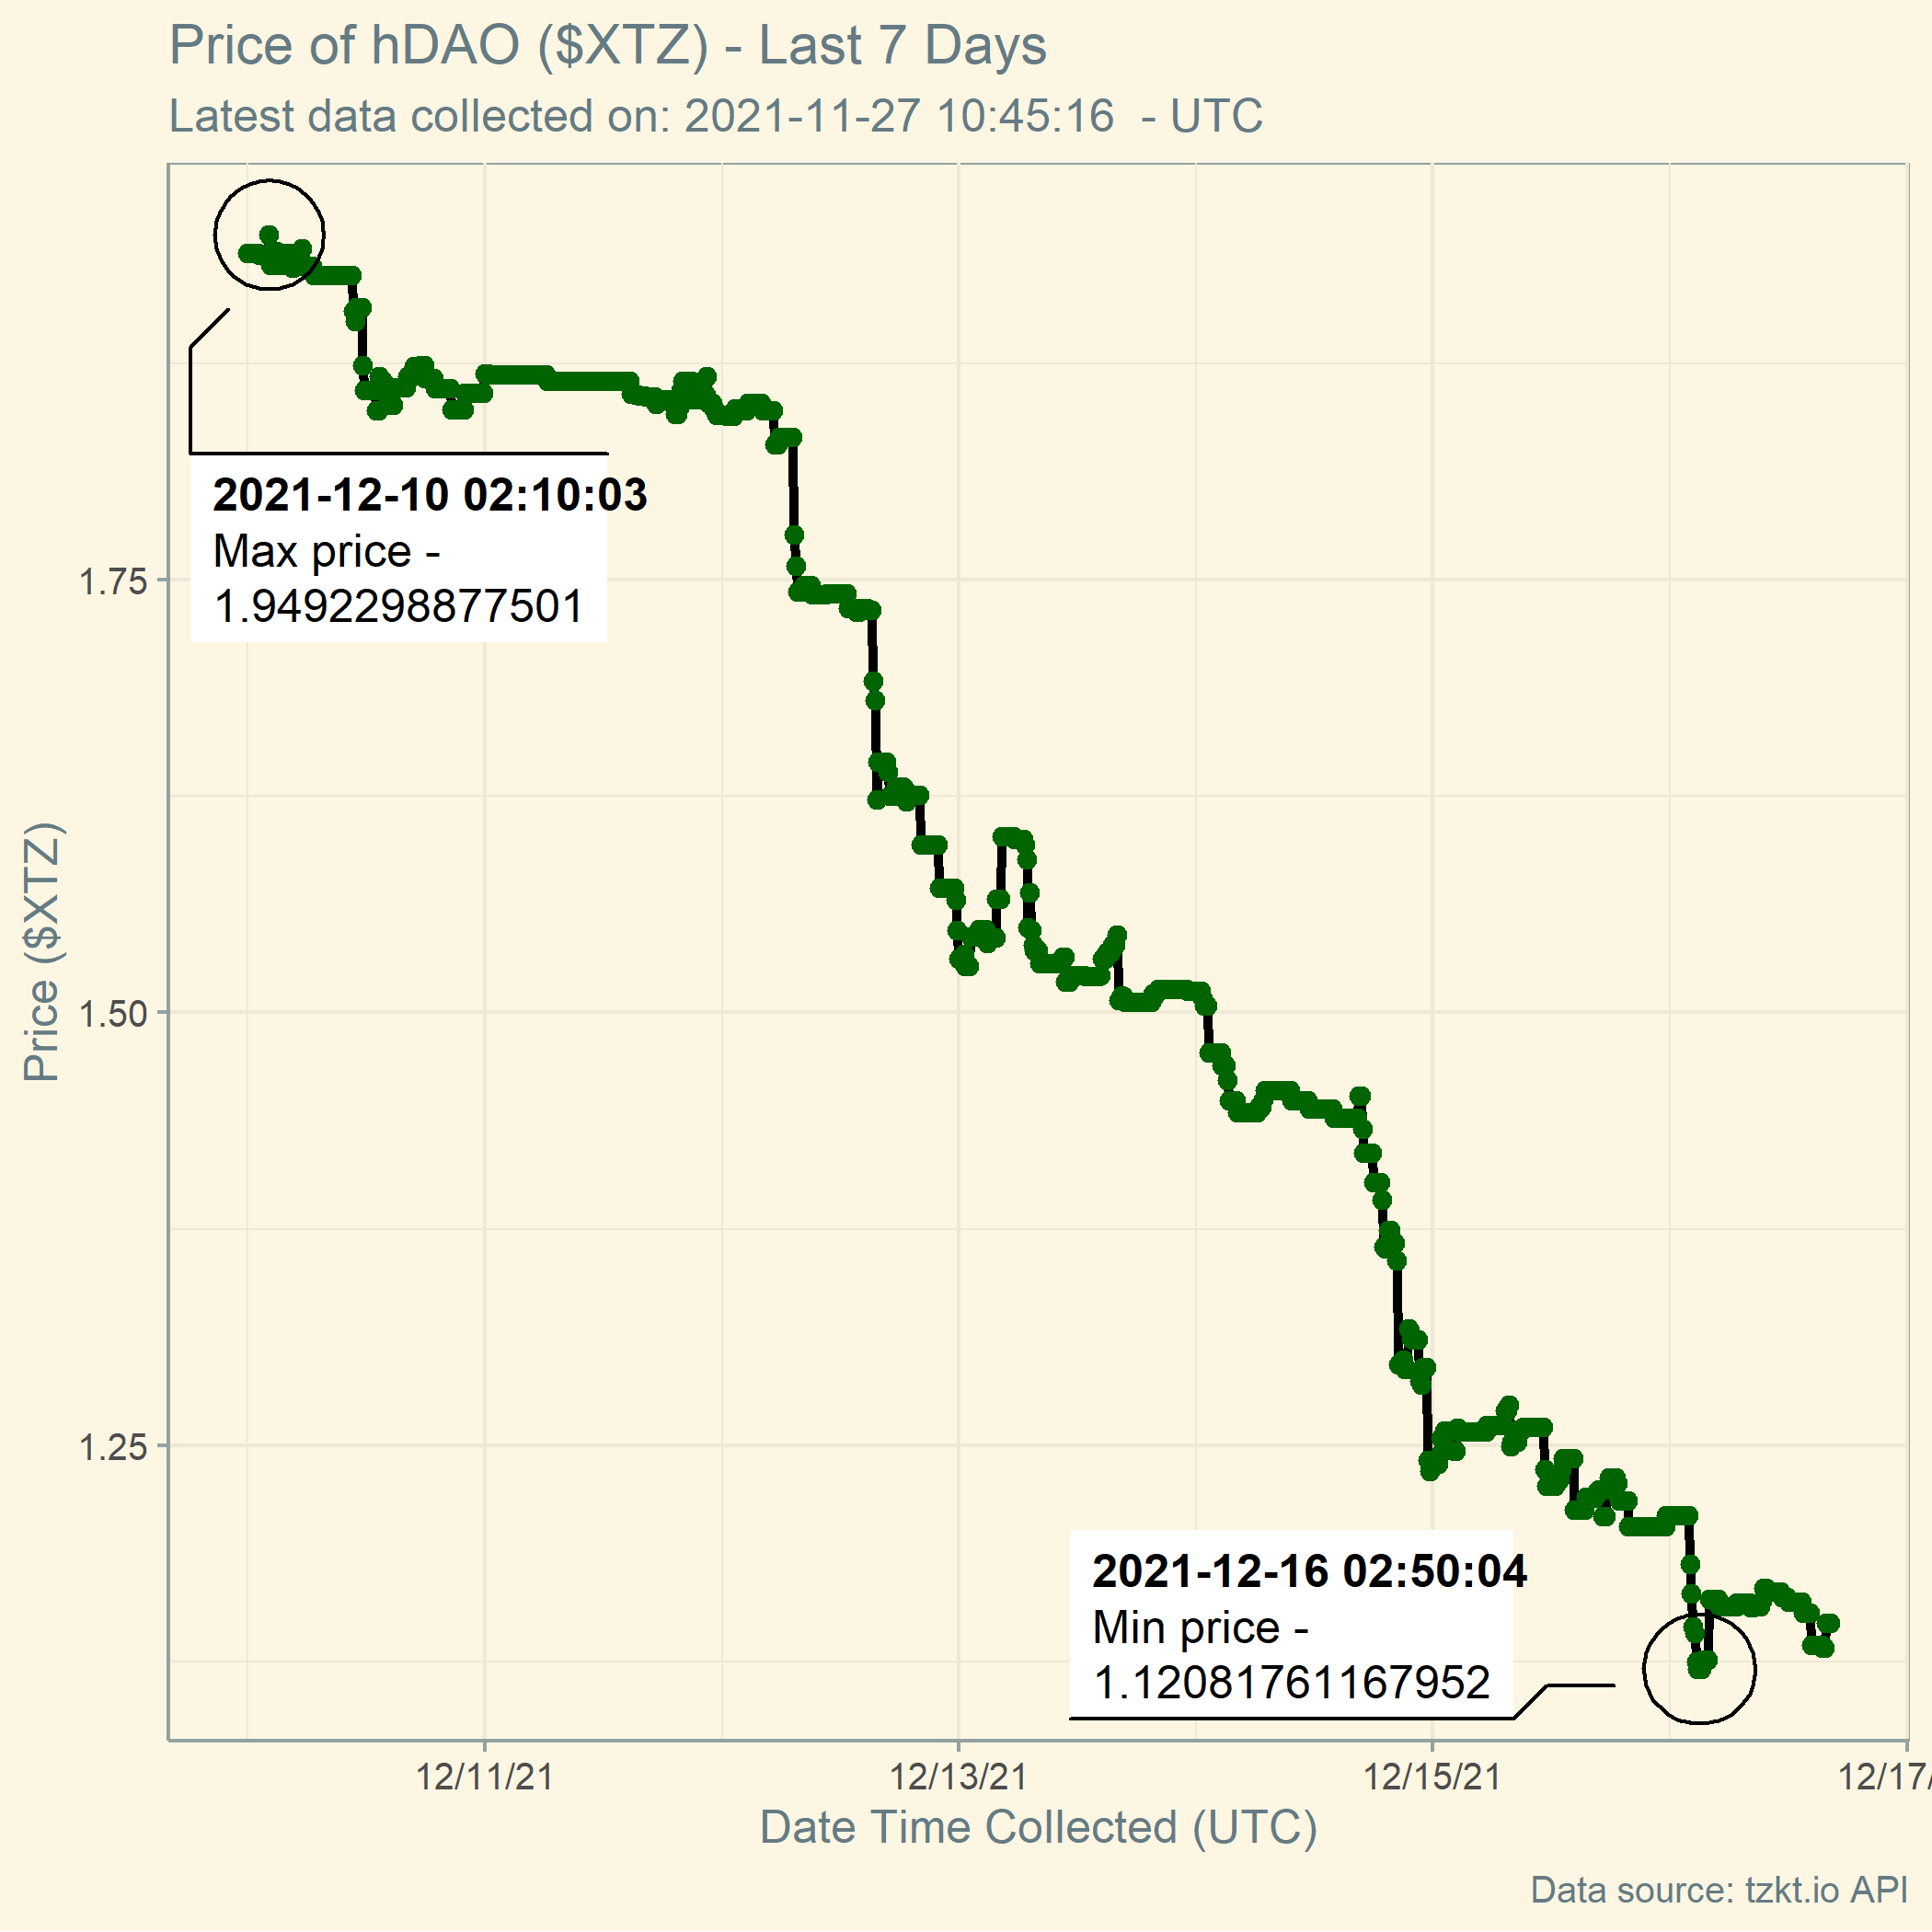 Price of hDAO ($XTZ) - Last 7 Days
Latest data collected on: 2021-11-27 10:45:16  - UTC
2021-12-10 02:10:03
Max price -
1.9492298877501
1.75
1.50
1.25
Price ($XTZ)
2021-12-16 02:50:04
Min price -
1.12081761167952
12/11/21
12/13/21
12/15/21
12/17/
Date Time Collected (UTC)
Data source: tzkt.io API